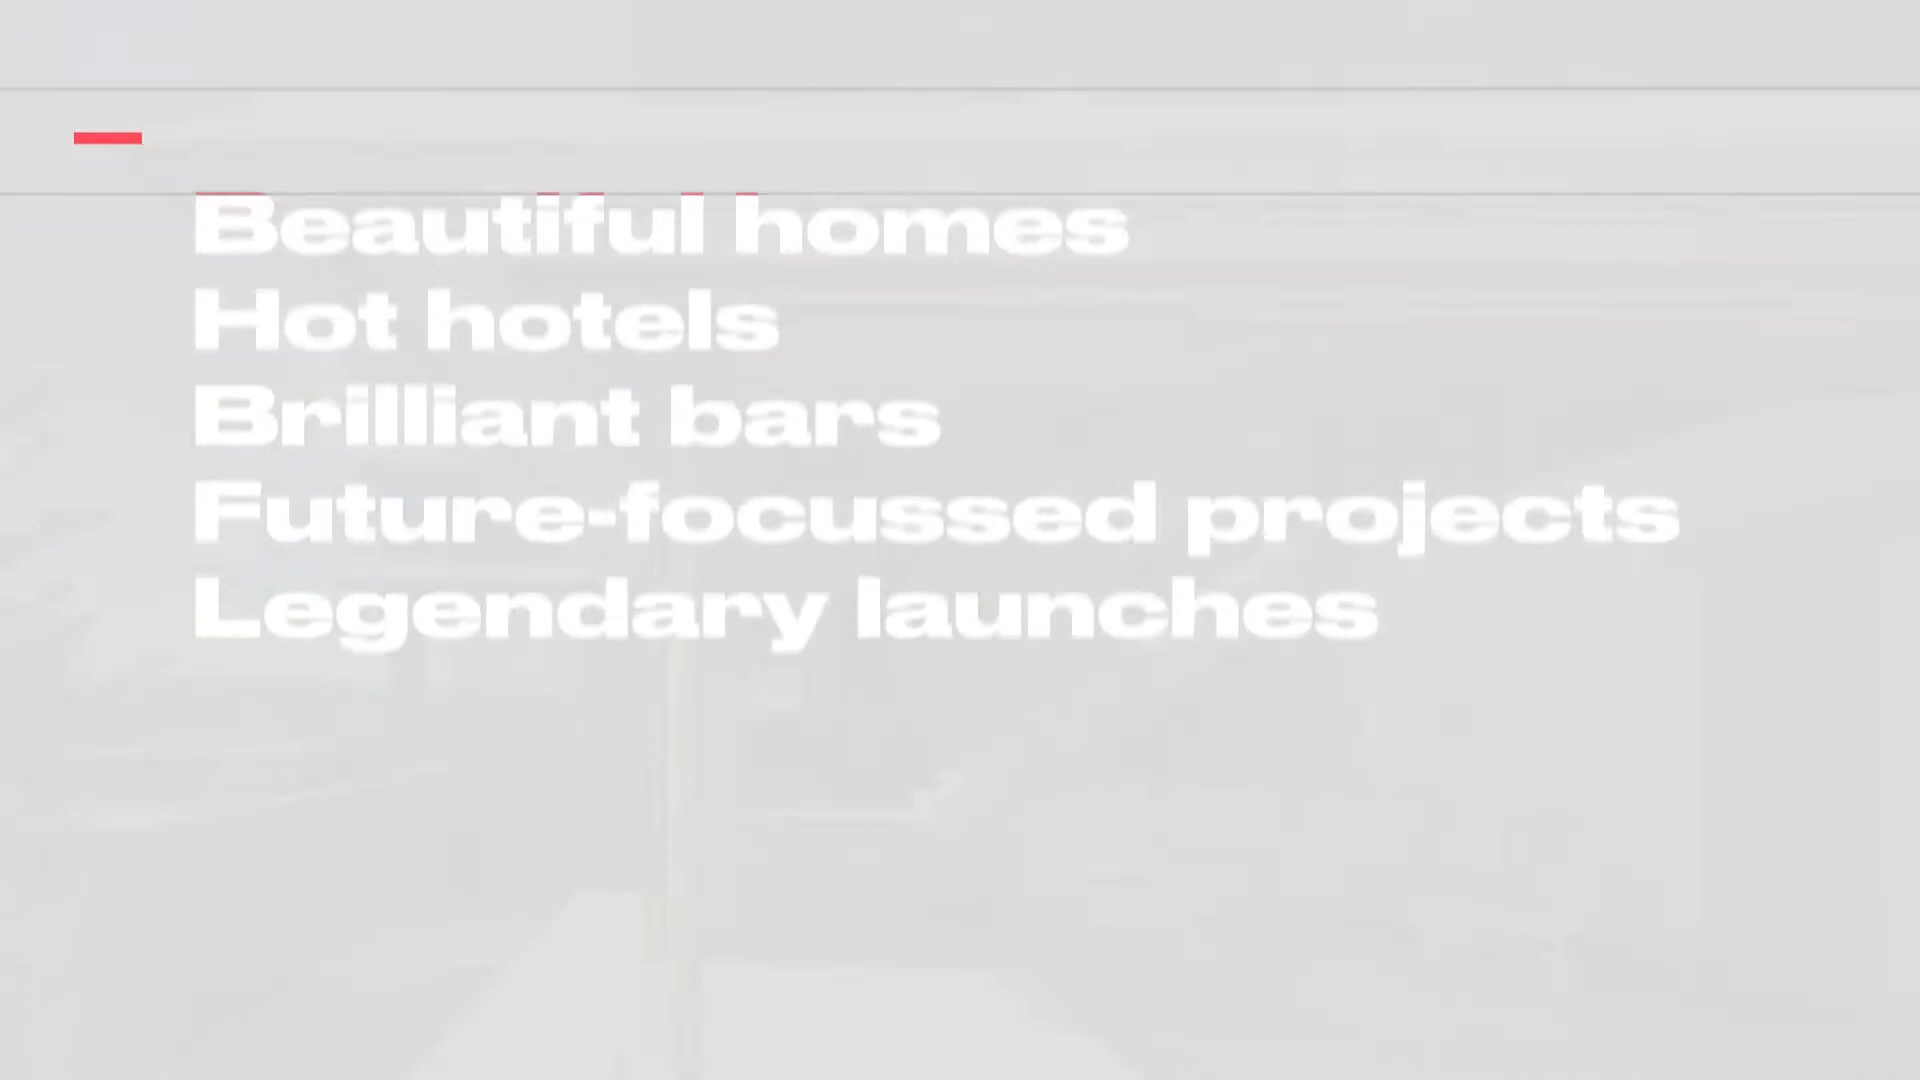 Beautiful homes
Hot hotels
Brilliant bars
Future-focussed projects
Legendary launches